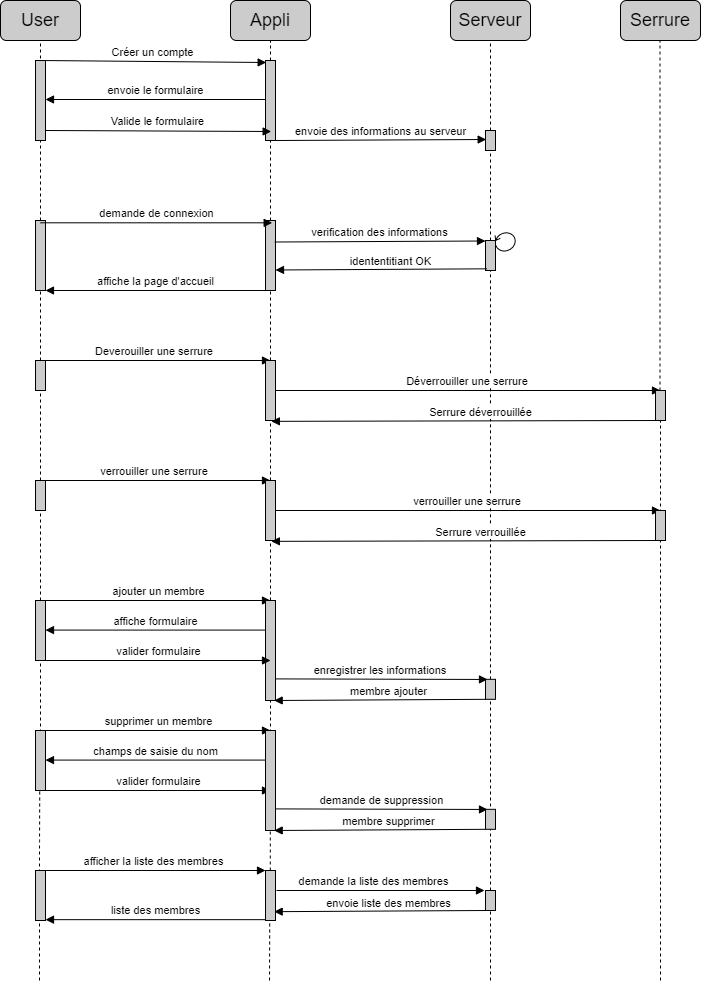 User
Appli
Serveur
Serrure
Créer un compte
envoie le formulaire
Valide le formulaire
envoie des informations au serveur
demande de connexion
verification des informations
idententitiant OK
affiche la page d'accueil
Deverouiller une serrure
Déverrouiller une serrure
Serrure déverrouillée
verrouiller une serrure
verrouiller une serrure
Serrure verrouillée
ajouter un membre
affiche formulaire
valider formulaire
enregistrer les informations
membre ajouter
supprimer un membre
champs de saisie du nom
valider formulaire
demande de suppression
membre supprimer
afficher la liste des membres
demande la liste des membres
envoie liste des membres
liste des membres